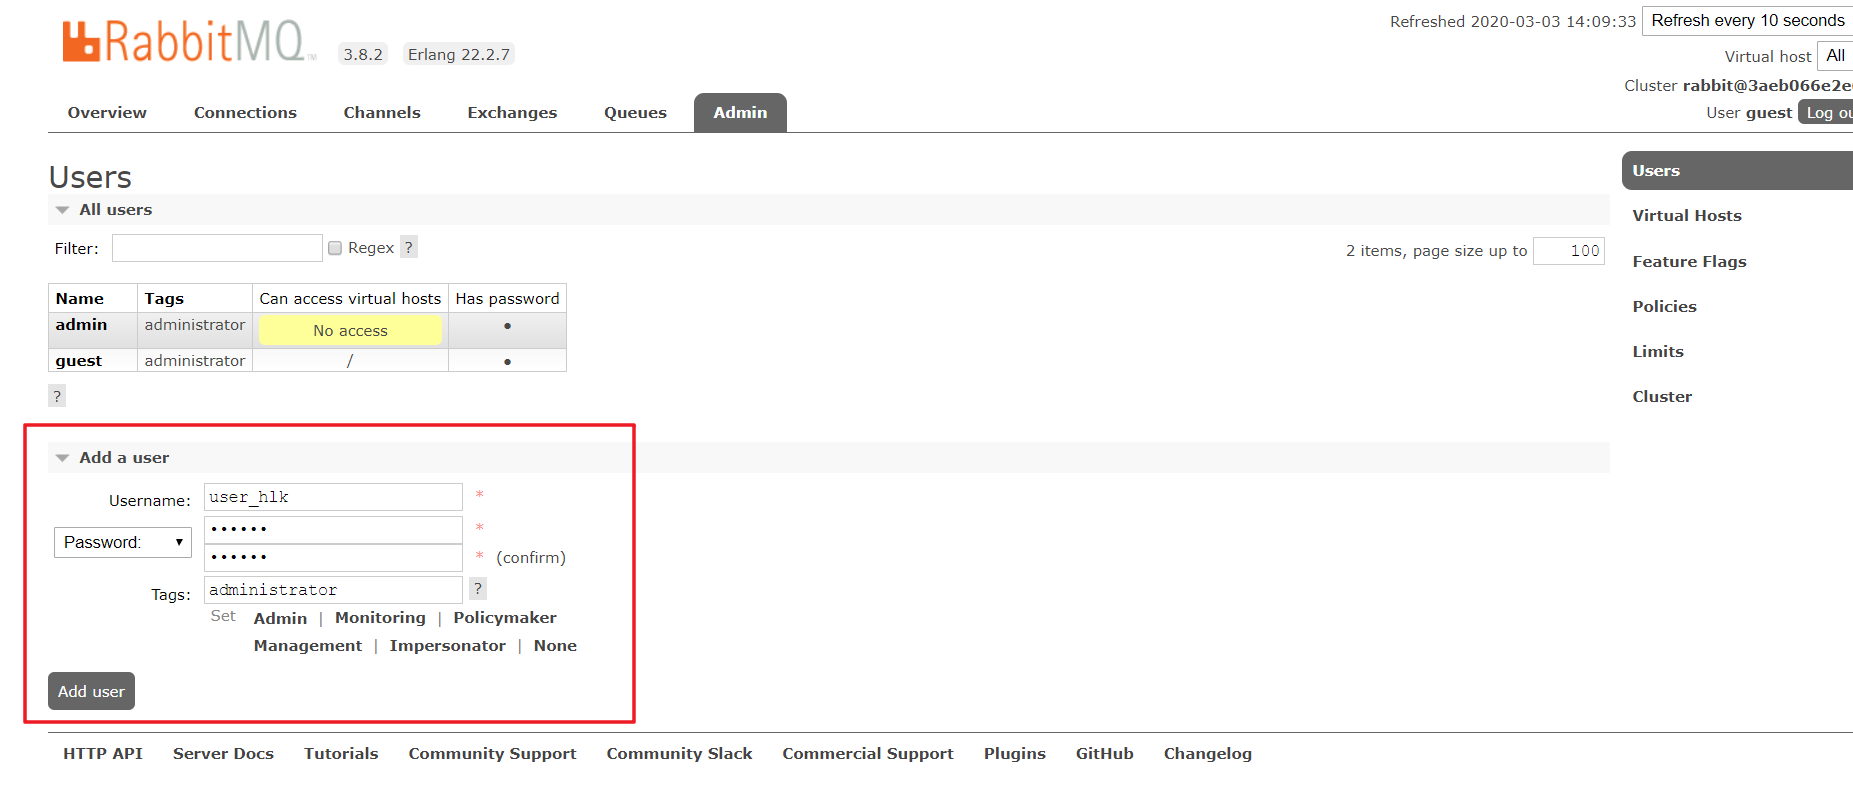 RabbitMQ TM 3.8.2 Erlang 22.2.7
Refreshed 2020-03-03 14:09:33 Refresh every 10 seconds
Virtual host All
Cluster rabbit@3aeb066e2e
User guest Log ou
Overview Connections Channels Exchanges Queues Admin
Users
All users
Filter: Regex ? 2 items, page size up to 100
Name Tags Can access virtual hosts Has password
admin administrator No access •
guest administrator / •
?
Add a user
Username: user_hlk *
Password: •••••• *
•••••• * (confirm)
Tags: administrator ?
Set Admin | Monitoring | Policymaker
Management | Impersonator | None
Add user
Users
Virtual Hosts
Feature Flags
Policies
Limits
Cluster
HTTP API Server Docs Tutorials Community Support Community Slack Commercial Support Plugins GitHub Changelog